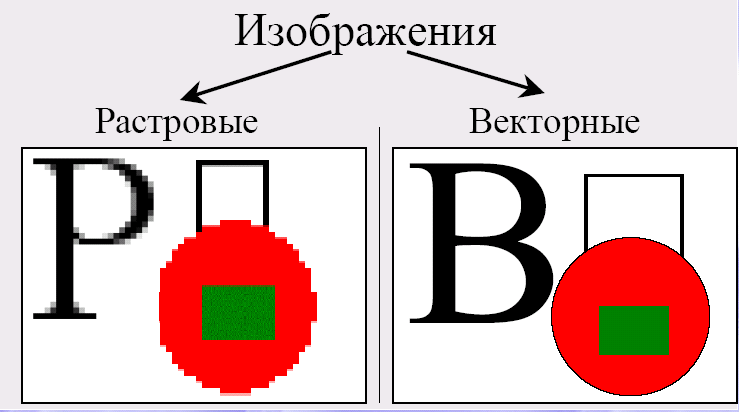 Изображения
Растровые
Векторные
Р
В